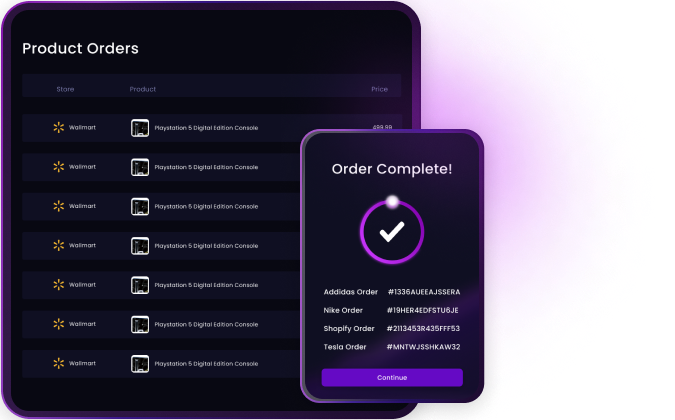 Product Orders
Store Product Price
Wallmart Playstation 5 Digital Edition Console 499.99
Wallmart Playstation 5 Digital Edition Console
Wallmart Playstation 5 Digital Edition Console
Wallmart Playstation 5 Digital Edition Console
Wallmart Playstation 5 Digital Edition Console
Wallmart Playstation 5 Digital Edition Console
Wallmart Playstation 5 Digital Edition Console
Order Complete!
Addidas Order #1336AUEEAJSSERA
Nike Order #19HER4EDFSTU6JE
Shopify Order #2113453R435FFF53
Tesla Order #MNTWJSSHKAW32
Continue